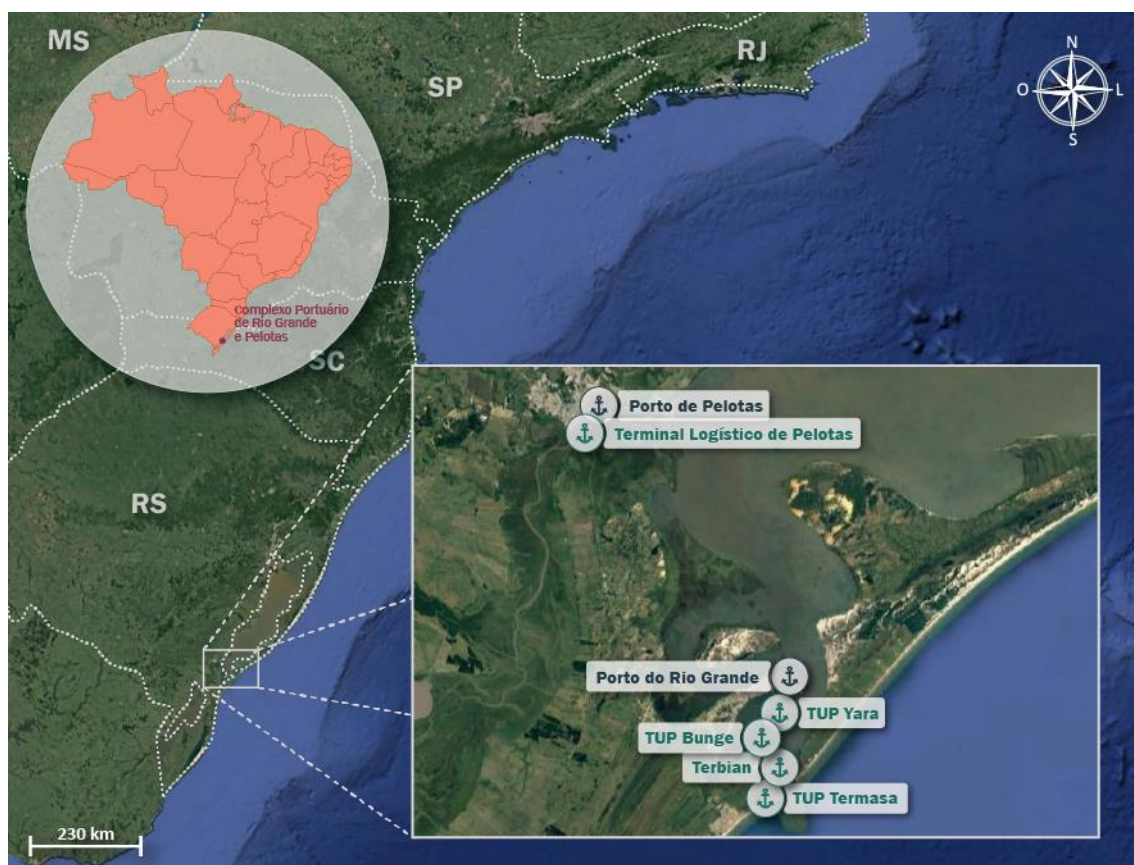 MS
SP
RJ
N
O
L
S
Complexo Portuário
de Rio Grande
e Pelotas
SC
RS
Porto de Pelotas
Terminal Logístico de Pelotas
Porto do Rio Grande
TUP Yara
TUP Bunge
Terbian
TUP Termasa
230 km